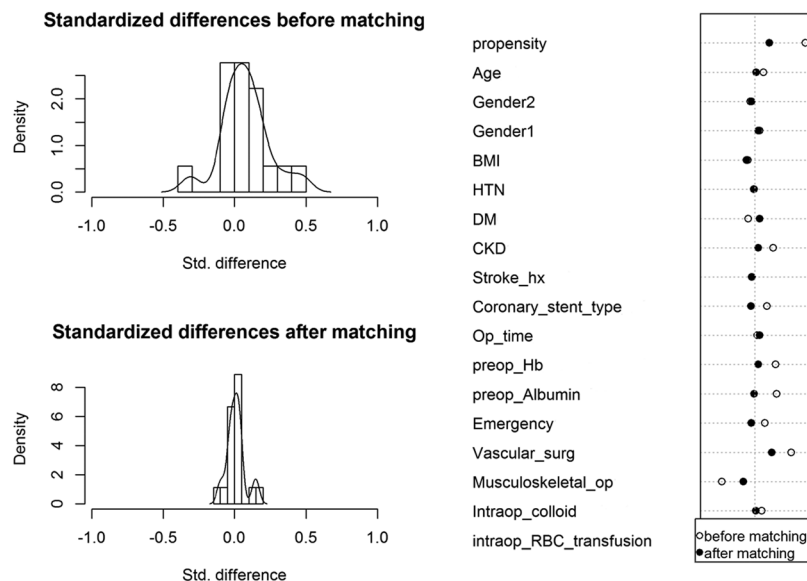 Standardized differences before matching
Density
0.0 1.0 2.0
-1.0 -0.5 0.0 0.5 1.0
Std. difference
Standardized differences after matching
Density
0 2 4 6 8
-1.0 -0.5 0.0 0.5 1.0
Std. difference
propensity
Age
Gender2
Gender1
BMI
HTN
DM
CKD
Stroke_hx
Coronary_stent_type
Op_time
preop_Hb
preop_Albumin
Emergency
Vascular_surg
Musculoskeletal_op
Intraop_colloid
intraop_RBC_transfusion
before matching
after matching